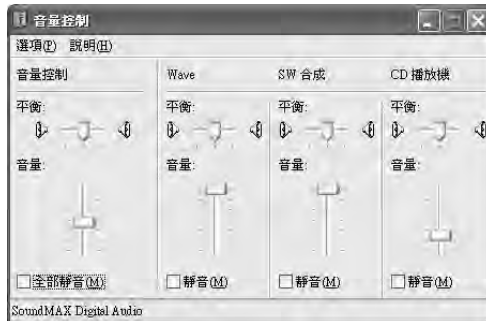 音量控制
選項(P) 說明(H)
音量控制 Wave SW 合成 CD 播放機
平衡: 平衡: 平衡: 平衡:
音量: 音量: 音量: 音量:
全部靜音(M) 靜音(M) 靜音(M) 靜音(M)
SoundMAX Digital Audio